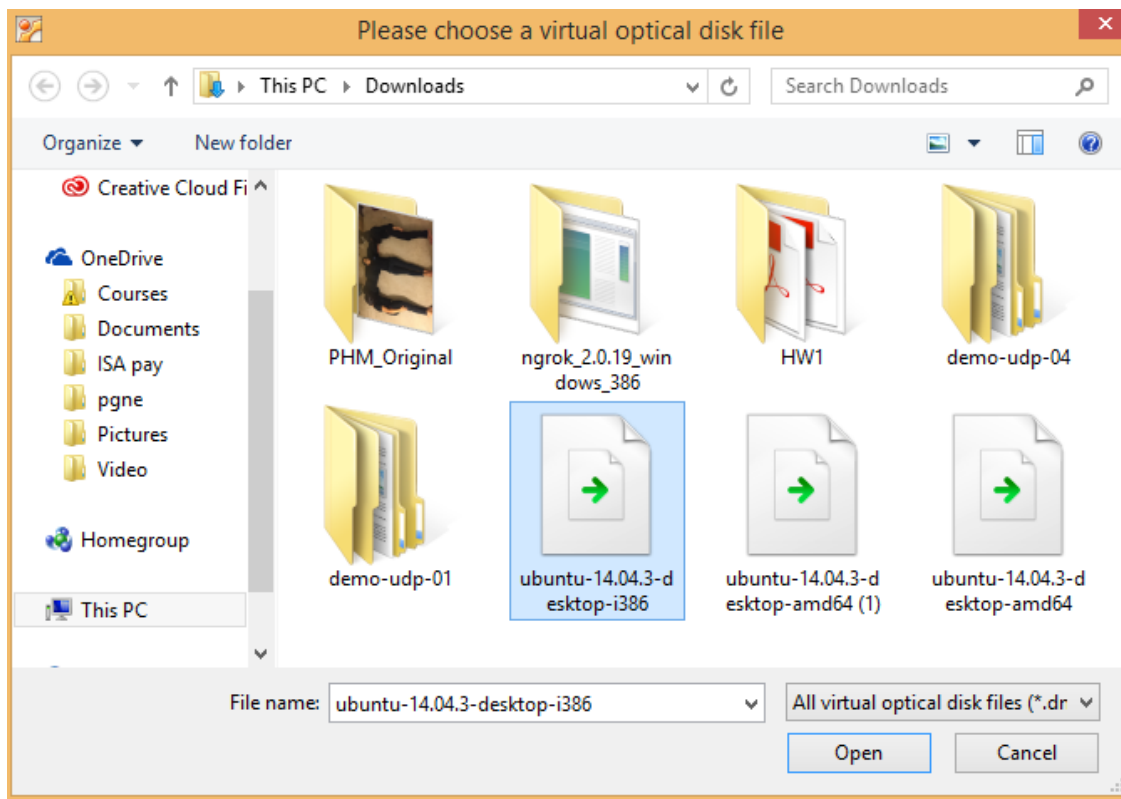 Please choose a virtual optical disk file
This PC
Downloads
Search Downloads
Organize
New folder
Creative Cloud Fi
OneDrive
Courses
Documents
ISA pay
pgne
Pictures
Video
Homegroup
This PC
PHM_Original
ngrok_2.0.19_win
dows_386
HW1
demo-udp-04
demo-udp-01
ubuntu-14.04.3-d
esktop-i386
ubuntu-14.04.3-d
esktop-amd64 (1)
ubuntu-14.04.3-d
esktop-amd64
File name:
ubuntu-14.04.3-desktop-i386
All virtual optical disk files (*.dr
Open
Cancel